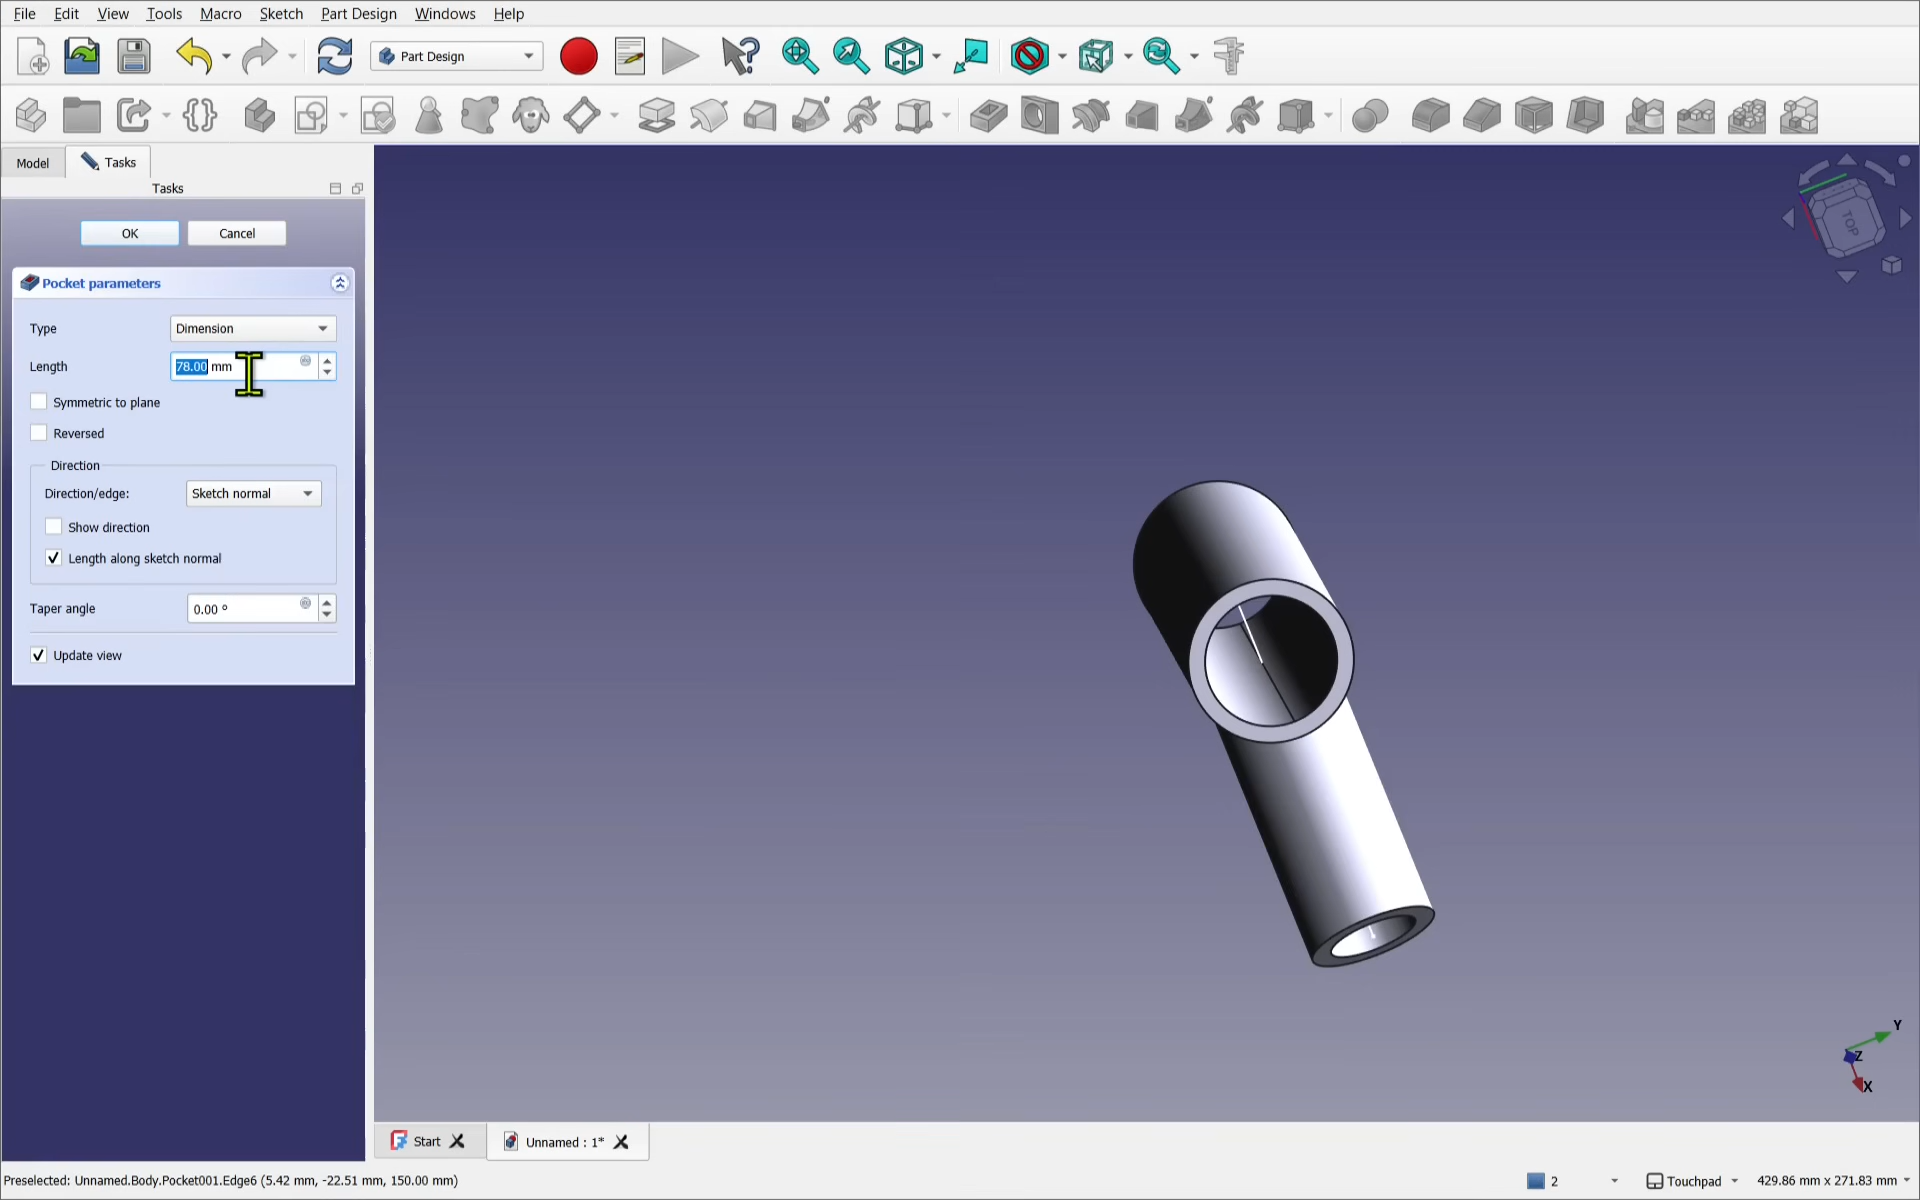 File Edit View Tools Macro Sketch Part Design Windows Help
Part Design
Model Tasks
Tasks
OK Cancel
Pocket parameters
Type Dimension
Length 78.00 mm
Symmetric to plane
Reversed
Direction
Direction/edge: Sketch normal
Show direction
Length along sketch normal
Taper angle 0.00 °
Update view
TOP
Y
Z
X
Start Unnamed : 1*
Preselected: Unnamed.Body.Pocket001.Edge6 (5.42 mm, -22.51 mm, 150.00 mm) 2 Touchpad 429.86 mm x 271.83 mm